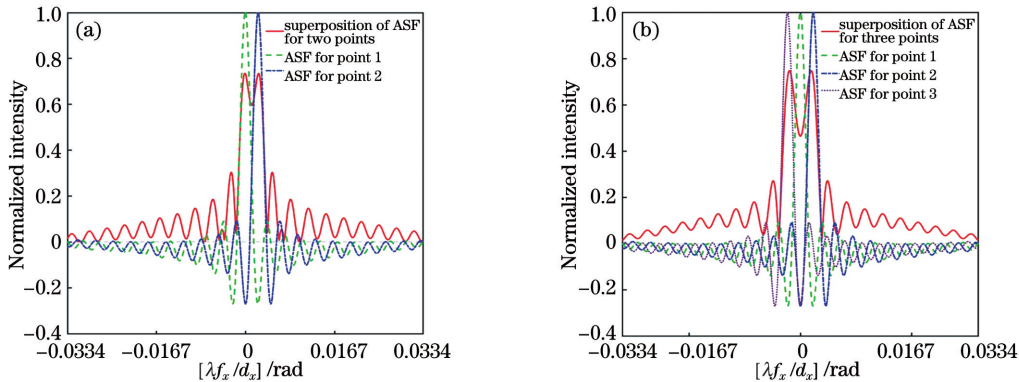 (a)
superposition of ASF
for two points
ASF for point 1
ASF for point 2
Normalized intensity
1.0
0.8
0.6
0.4
0.2
0
−0.2
−0.4
−0.0334
−0.0167
0
0.0167
0.0334
[λfx/dx] /rad
(b)
superposition of ASF
for three points
ASF for point 1
ASF for point 2
ASF for point 3
Normalized intensity
1.0
0.8
0.6
0.4
0.2
0
−0.2
−0.4
−0.0334
−0.0167
0
0.0167
0.0334
[λfx/dx] /rad